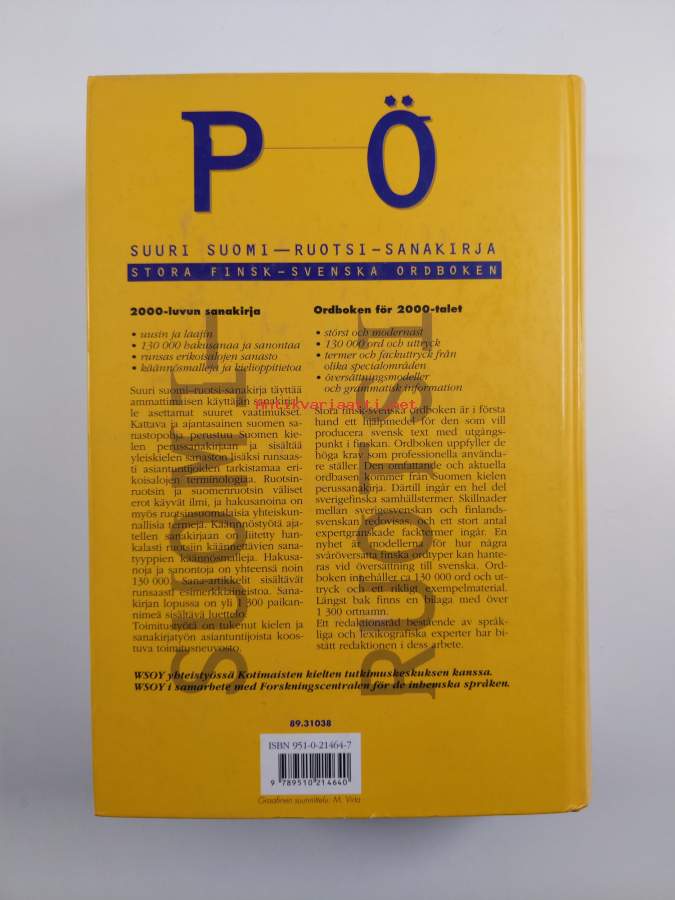 P Ö
SUURI SUOMI—RUOTSI-SANAKIRJA
STORA FINSK-SVENSKA ORDBOKEN
2000-luvun sanakirja
• uusin ja laajin
• 130 000 hakusanaa ja sanontaa
• runsas erikoisalojen sanasto
• käännösmalleja ja kielioppitietoa
Suuri suomi-ruotsi-sanakirja täyttää
ammattimaisen käyttäjän sanakirjal-
le asettamat suuret vaatimukset.
Kattava ja ajantasainen suomen sa-
nastopohja perustuu Suomen kie-
len perussanakirjaan ja sisältää
yleiskielen sanaston lisäksi runsaas-
ti asiantuntijoiden tarkistamaa eri-
koisalojen terminologiaa. Ruotsin-
ruotsin ja suomenruotsin väliset
erot käyvät ilmi, ja hakusanoina on
myös ruotsinsuomalaisia yhteiskun-
nallisia termejä. Käännöstyötä aja-
tellen sanakirjaan on liitetty han-
kalasti ruotsiin käännettävien sana-
tyyppien käännösmalleja. Hakusa-
noja ja sanontoja on yhteensä noin
130 000. Sana-artikkelit sisältävät
runsaasti esimerkkiaineistoa. Sana-
kirjan lopussa on yli 1 300 paikan-
nimeä sisältävä luettelo.
Toimitustyötä on tukenut kielen ja
sanakirjatyön asiantuntijoista koos-
tuva toimitusneuvosto.
Ordboken för 2000-talet
• störst och modernast
• 130 000 ord och uttryck
• termer och fackuttryck från
olika specialområden
• översättningsmodeller
och grammatisk information
Stora finsk-svenska ordboken är i första
hand ett hjälpmedel för den som vill
producera svensk text med utgångs-
punkt i finskan. Ordboken uppfyller de
höga krav som professionella använda-
re ställer. Den omfattande och aktuella
ordbasen kommer från Suomen kielen
perussanakirja. Därtill ingår en hel del
sverigefinska samhällstermer. Skillnader
mellan sverigesvenskan och finlands-
svenskan redovisas, och ett stort antal
expertgranskade facktermer ingår. En
nyhet är modellerna för hur några
svåröversatta finska ordtyper kan hante-
ras vid översättning till svenska. Ord-
boken innehåller ca 130 000 ord och ut-
tryck och ett rikligt exempelmaterial.
Längst bak finns en bilaga med över
1 300 ortnamn.
Ett redaktionsråd bestående av språk-
liga och lexikografiska experter har bi-
stått redaktionen i dess arbete.
SUOMI
RUOTSI
Antikvariaatti.net
WSOY yhteistyössä Kotimaisten kielten tutkimuskeskuksen kanssa.
WSOY i samarbete med Forskningscentralen för de inhemska språken.
89.31038
ISBN 951-0-21464-7
9 789510 214640
Graafinen suunnittelu: M. Virta